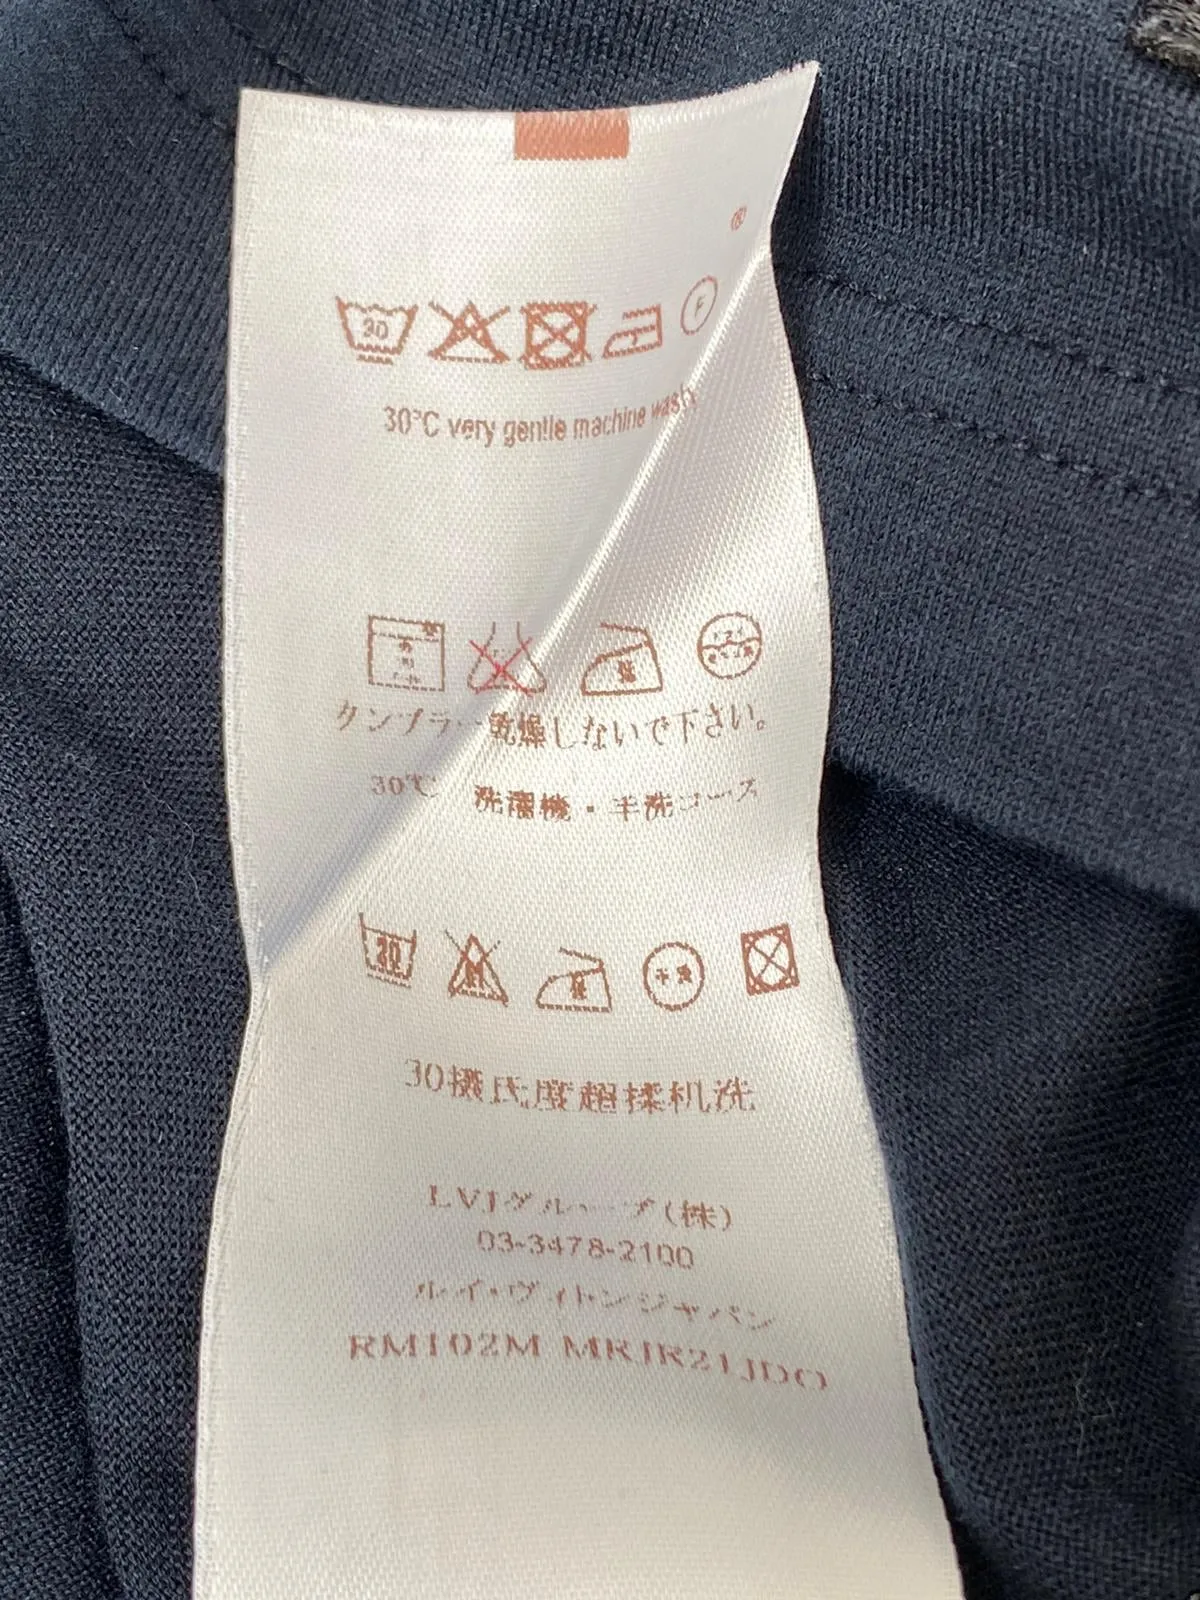 ®
30
F
30°C very gentle machine wash
タンブラー乾燥しないで下さい。
30℃ 洗濯機・手洗コース
30
30摄氏度超揉机洗
LVJグループ(株)
03-3478-2100
ルイ・ヴィトンジャパン
RM102M MRJR21JDO